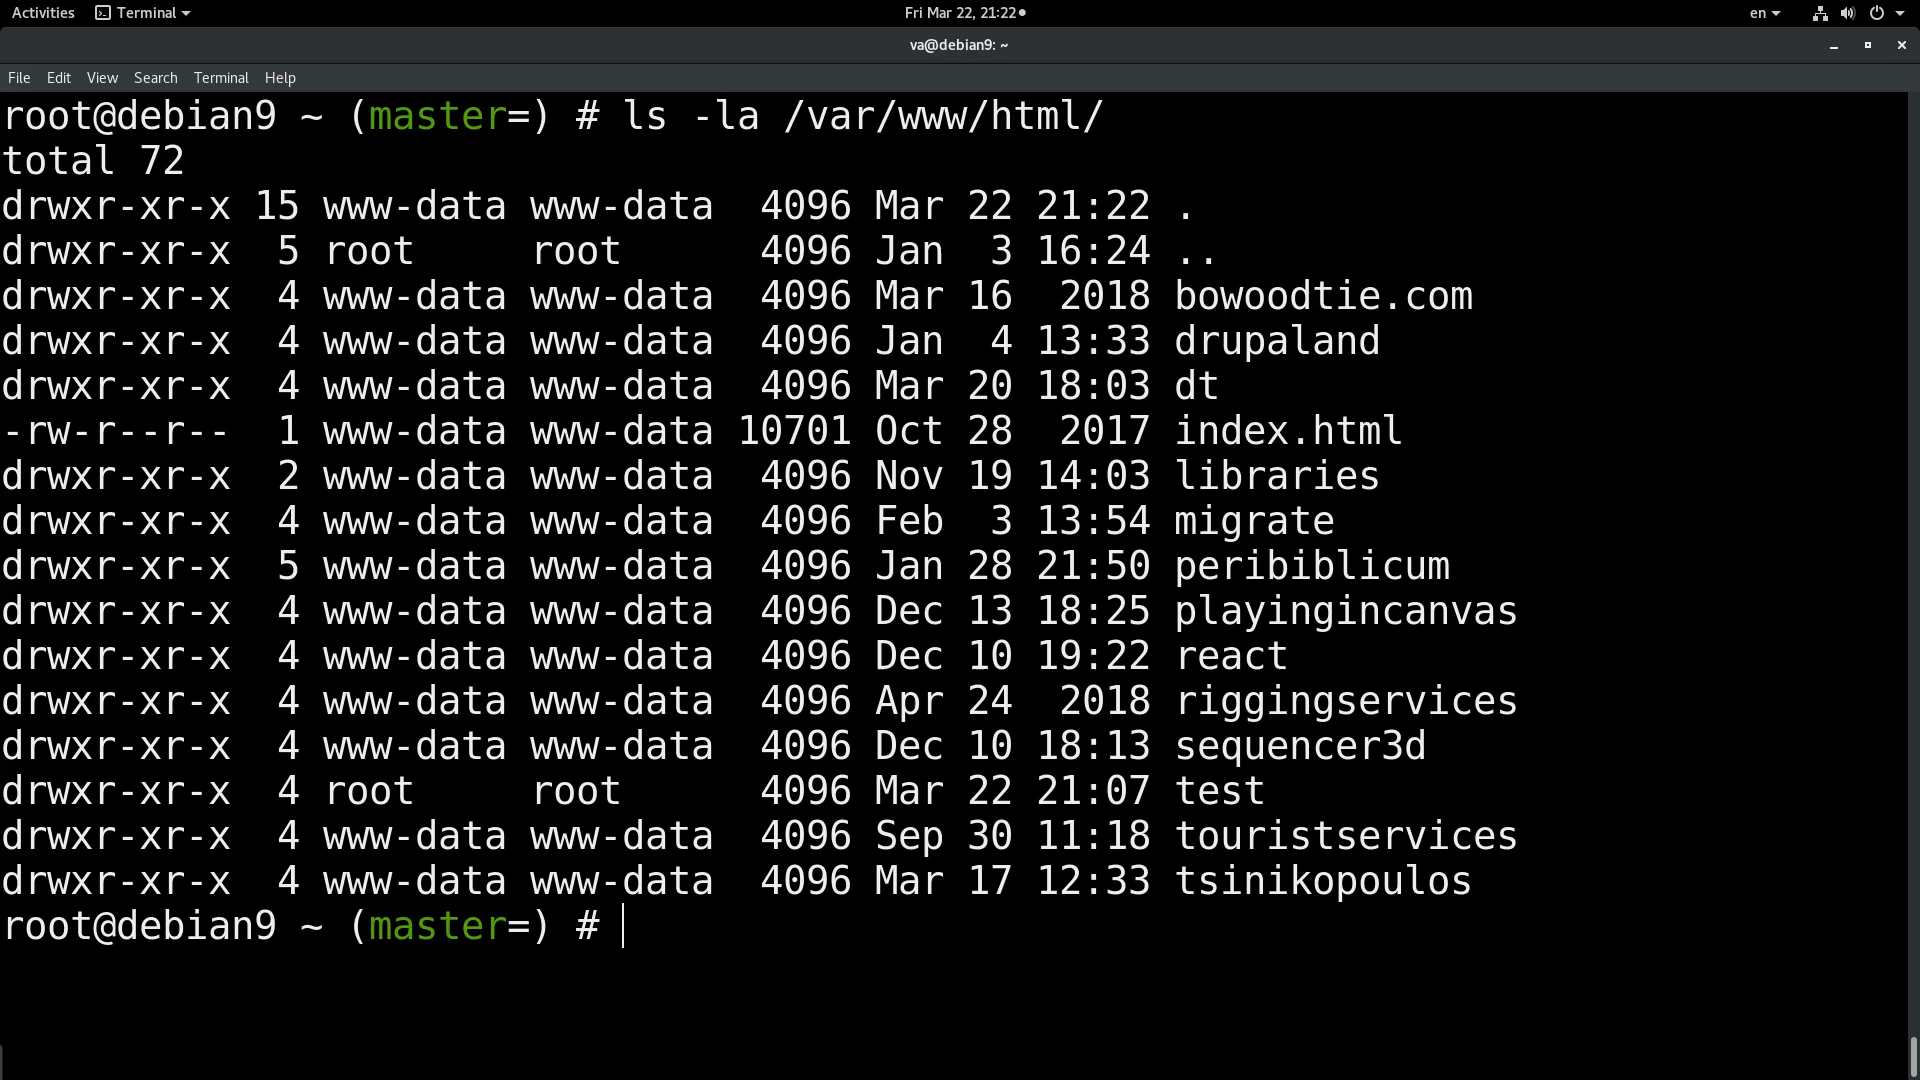 Activities Terminal Fri Mar 22, 21:22 en
va@debian9: ~
File Edit View Search Terminal Help
root@debian9 ~ (master=) # ls -la /var/www/html/
total 72
drwxr-xr-x 15 www-data www-data  4096 Mar 22 21:22 .
drwxr-xr-x  5 root     root      4096 Jan  3 16:24 ..
drwxr-xr-x  4 www-data www-data  4096 Mar 16  2018 bowoodtie.com
drwxr-xr-x  4 www-data www-data  4096 Jan  4 13:33 drupaland
drwxr-xr-x  4 www-data www-data  4096 Mar 20 18:03 dt
-rw-r--r--  1 www-data www-data 10701 Oct 28  2017 index.html
drwxr-xr-x  2 www-data www-data  4096 Nov 19 14:03 libraries
drwxr-xr-x  4 www-data www-data  4096 Feb  3 13:54 migrate
drwxr-xr-x  5 www-data www-data  4096 Jan 28 21:50 peribiblicum
drwxr-xr-x  4 www-data www-data  4096 Dec 13 18:25 playingincanvas
drwxr-xr-x  4 www-data www-data  4096 Dec 10 19:22 react
drwxr-xr-x  4 www-data www-data  4096 Apr 24  2018 riggingservices
drwxr-xr-x  4 www-data www-data  4096 Dec 10 18:13 sequencer3d
drwxr-xr-x  4 root     root      4096 Mar 22 21:07 test
drwxr-xr-x  4 www-data www-data  4096 Sep 30 11:18 touristservices
drwxr-xr-x  4 www-data www-data  4096 Mar 17 12:33 tsinikopoulos
root@debian9 ~ (master=) #